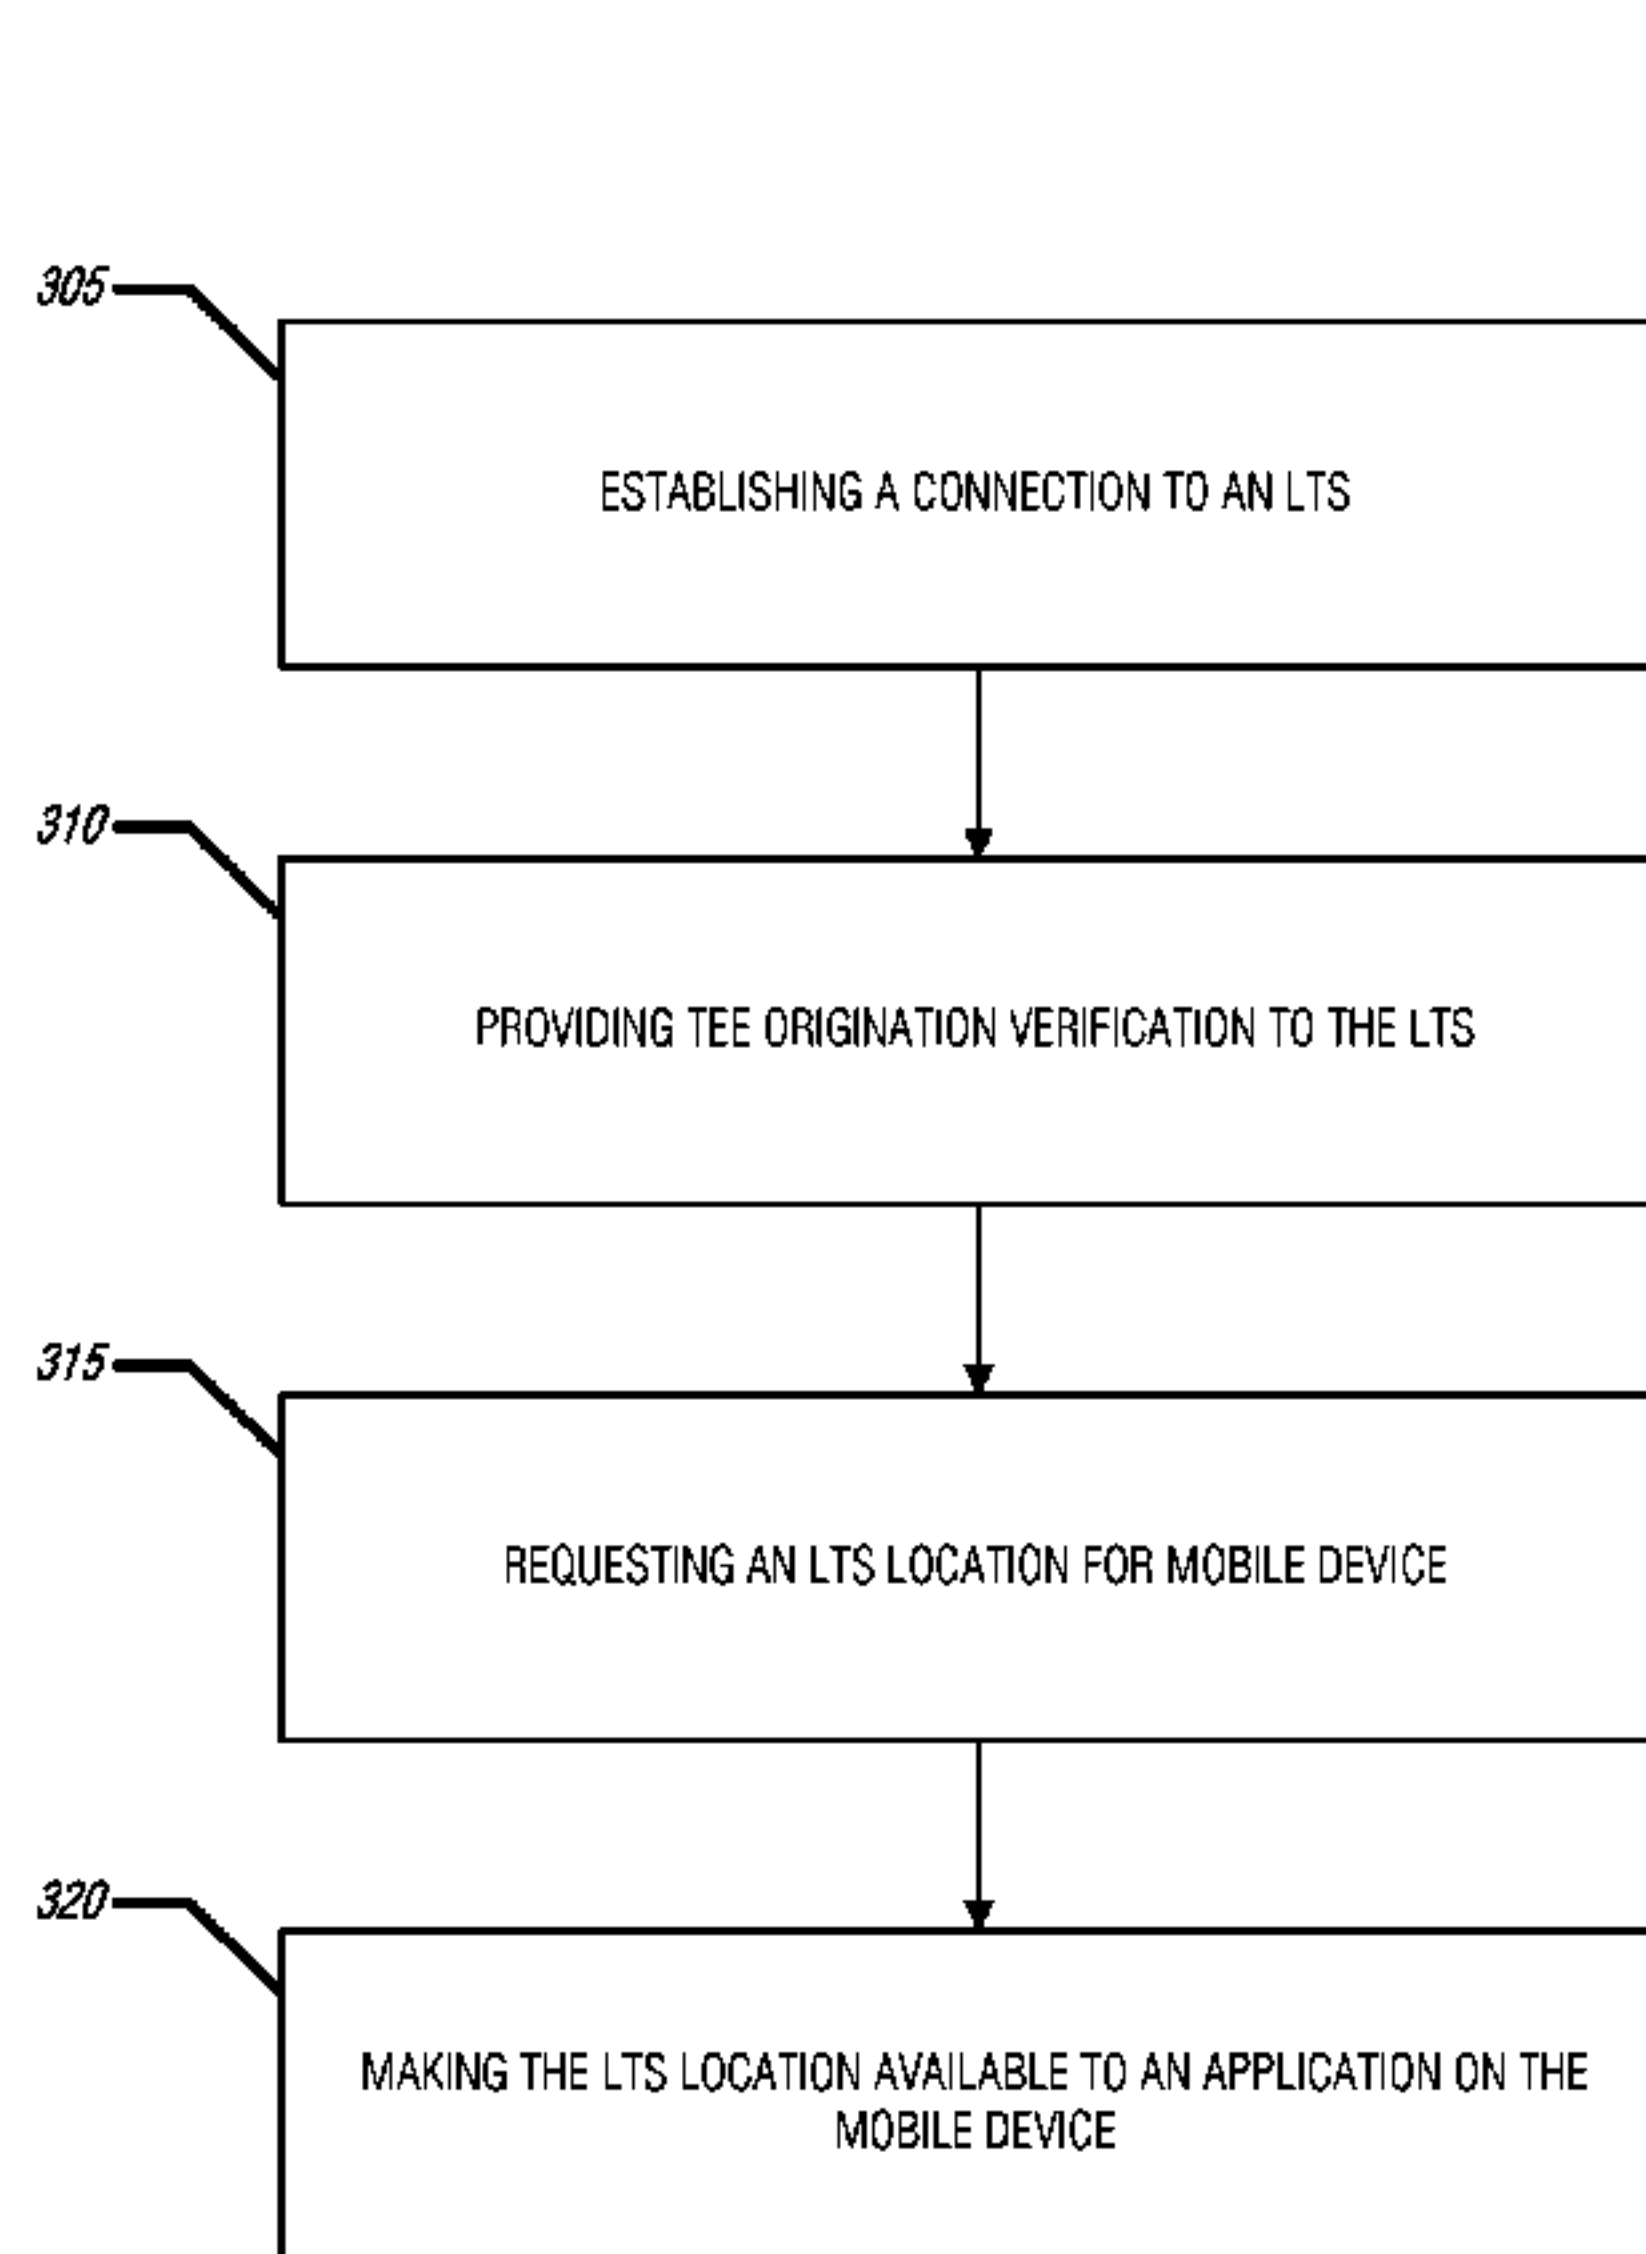 305
ESTABLISHING A CONNECTION TO AN LTS
310
PROVIDING TEE ORIGINATION VERIFICATION TO THE LTS
315
REQUESTING AN LTS LOCATION FOR MOBILE DEVICE
320
MAKING THE LTS LOCATION AVAILABLE TO AN APPLICATION ON THE
MOBILE DEVICE